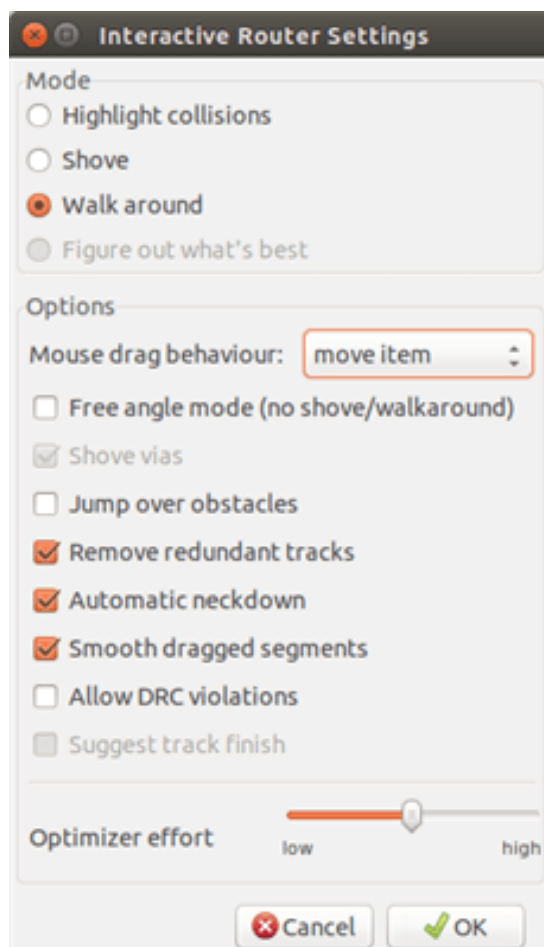 Interactive Router Settings
Mode
Highlight collisions
Shove
Walk around
Figure out what's best
Options
Mouse drag behaviour: move item
Free angle mode (no shove/walkaround)
Shove vias
Jump over obstacles
Remove redundant tracks
Automatic neckdown
Smooth dragged segments
Allow DRC violations
Suggest track finish
Optimizer effort
low high
Cancel OK